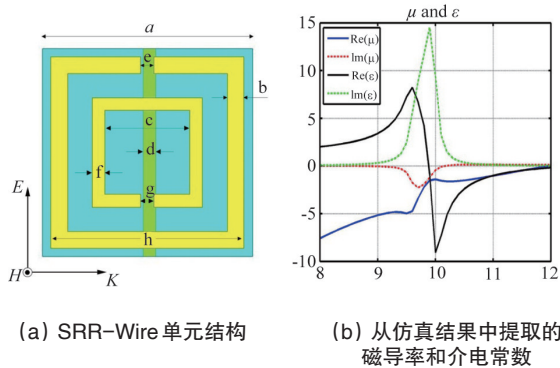 a
e
b
c
d
f
g
h
E
H
K
(a) SRR-Wire单元结构
μ and ε
15
10
5
0
-5
-10
8
9
10
11
12
Re(μ)
Im(μ)
Re(ε)
Im(ε)
(b) 从仿真结果中提取的
磁导率和介电常数